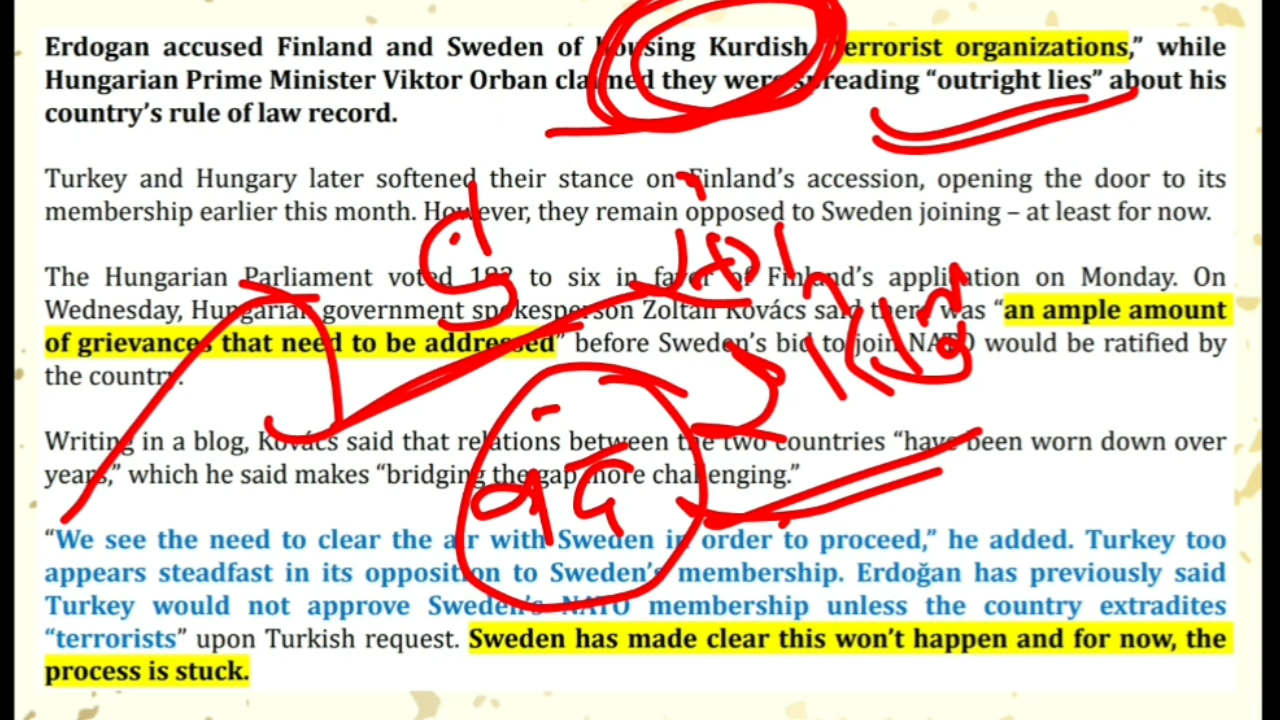 Erdogan accused Finland and Sweden of housing Kurdish "terrorist organizations," while
Hungarian Prime Minister Viktor Orban claimed they were spreading “outright lies” about his
country’s rule of law record.
Turkey and Hungary later softened their stance on Finland’s accession, opening the door to its
membership earlier this month. However, they remain opposed to Sweden joining – at least for now.
The Hungarian Parliament voted 182 to six in favor of Finland’s application on Monday. On
Wednesday, Hungarian government spokesperson Zoltán Kovács said there was “an ample amount
of grievances that need to be addressed” before Sweden’s bid to join NATO would be ratified by
the country.
Writing in a blog, Kovács said that relations between the two countries “have been worn down over
years,” which he said makes “bridging the gap more challenging.”
“We see the need to clear the air with Sweden in order to proceed,” he added. Turkey too
appears steadfast in its opposition to Sweden’s membership. Erdoğan has previously said
Turkey would not approve Sweden’s NATO membership unless the country extradites
“terrorists” upon Turkish request. Sweden has made clear this won’t happen and for now, the
process is stuck.